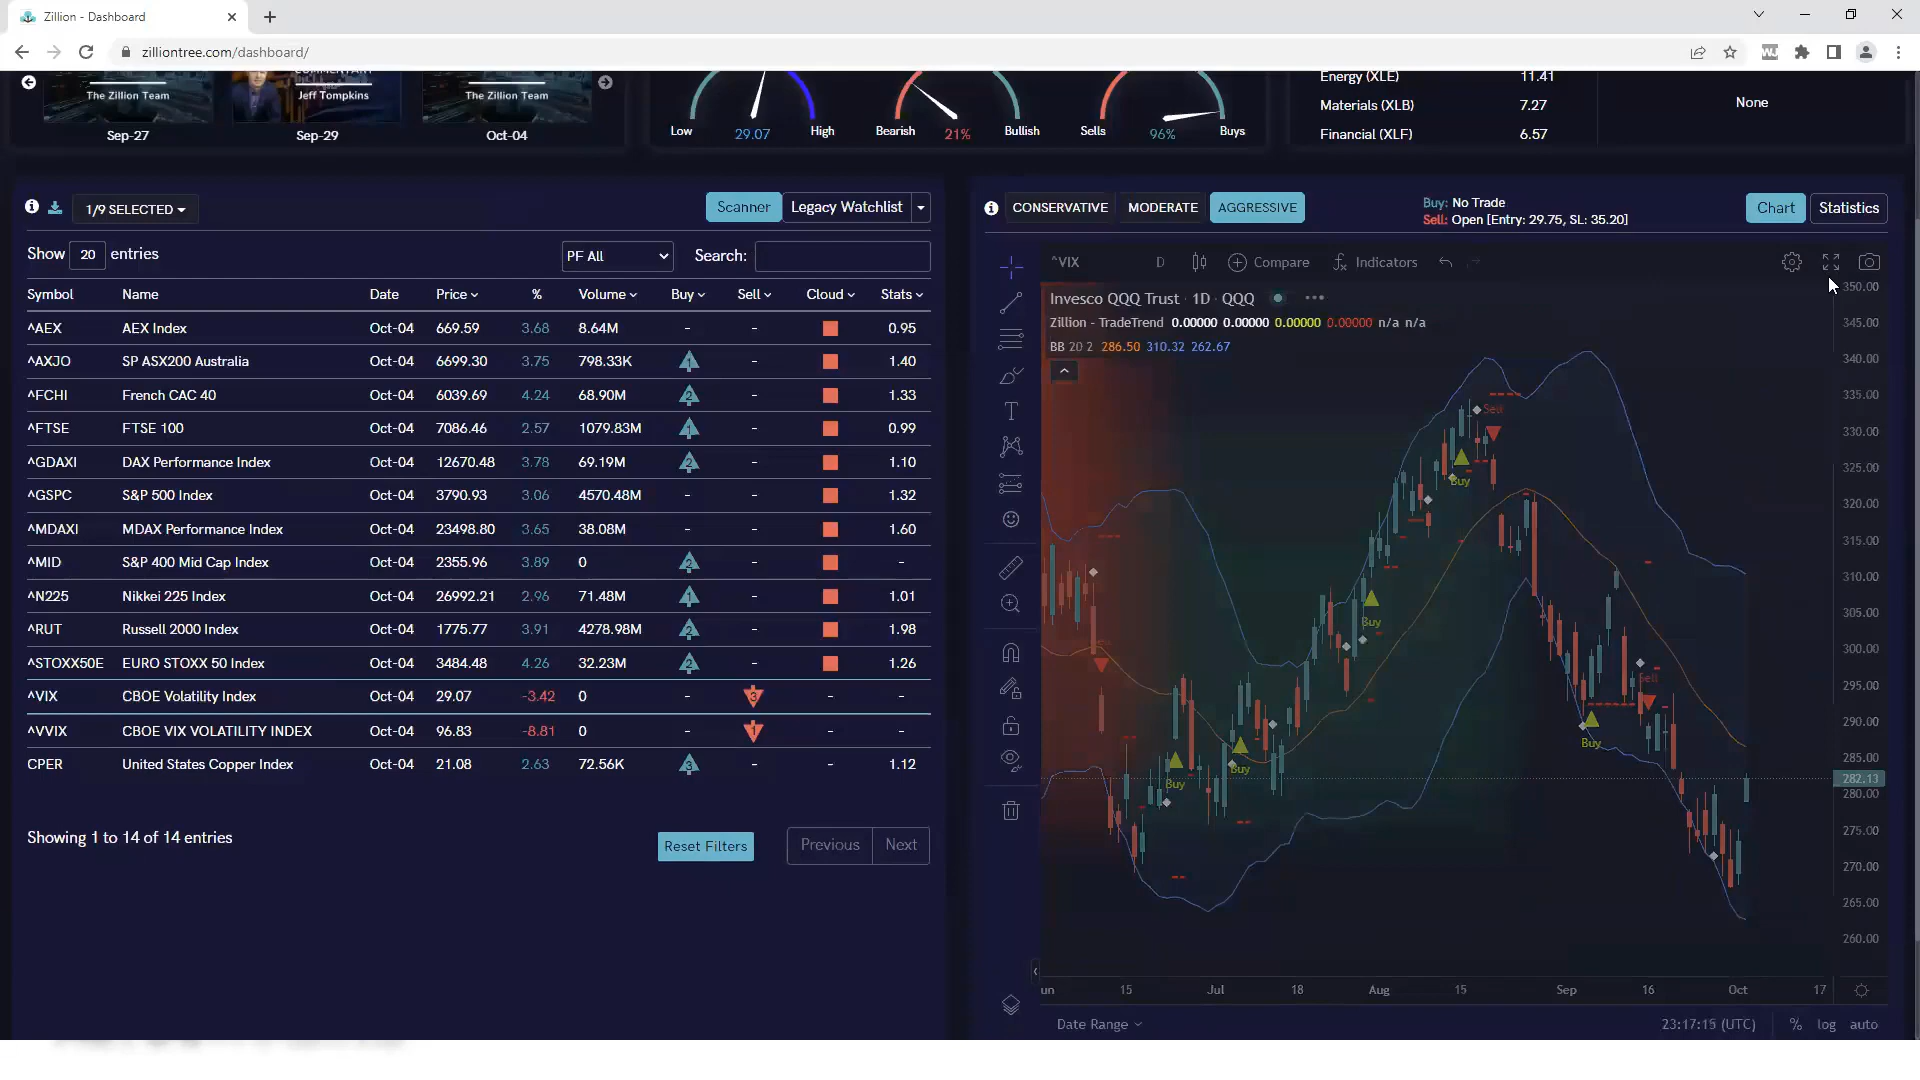 Zillion - Dashboard
zilliontree.com/dashboard/
The Zillion Team
Sep-27
COMMENTARY
Jeff Tompkins
Sep-29
The Zillion Team
Oct-04
Low 29.07 High
Bearish 21% Bullish
Sells 96% Buys
Energy (XLE) 11.41
Materials (XLB) 7.27
Financial (XLF) 6.57
None
1/9 SELECTED
Scanner
Legacy Watchlist
Show 20 entries
PF All
Search:
Symbol Name Date Price % Volume Buy Sell Cloud Stats
^AEX AEX Index Oct-04 669.59 3.68 8.64M - - 0.95
^AXJO SP ASX200 Australia Oct-04 6699.30 3.75 798.33K 1 - 1.40
^FCHI French CAC 40 Oct-04 6039.69 4.24 68.90M 2 - 1.33
^FTSE FTSE 100 Oct-04 7086.46 2.57 1079.83M 1 - 0.99
^GDAXI DAX Performance Index Oct-04 12670.48 3.78 69.19M 2 - 1.10
^GSPC S&P 500 Index Oct-04 3790.93 3.06 4570.48M - - 1.32
^MDAXI MDAX Performance Index Oct-04 23498.80 3.65 38.08M - - 1.60
^MID S&P 400 Mid Cap Index Oct-04 2355.96 3.89 0 2 - -
^N225 Nikkei 225 Index Oct-04 26992.21 2.96 71.48M 1 - 1.01
^RUT Russell 2000 Index Oct-04 1775.77 3.91 4278.98M 2 - 1.98
^STOXX50E EURO STOXX 50 Index Oct-04 3484.48 4.26 32.23M 2 - 1.26
^VIX CBOE Volatility Index Oct-04 29.07 -3.42 0 - 3 - -
^VVIX CBOE VIX VOLATILITY INDEX Oct-04 96.83 -8.81 0 - 1 - -
CPER United States Copper Index Oct-04 21.08 2.63 72.56K 3 - - 1.12
Showing 1 to 14 of 14 entries
Reset Filters
Previous
Next
CONSERVATIVE
MODERATE
AGGRESSIVE
Buy: No Trade
Sell: Open [Entry: 29.75, SL: 35.20]
Chart
Statistics
^VIX D Compare Indicators
Invesco QQQ Trust · 1D · QQQ
Zillion - TradeTrend 0.00000 0.00000 0.00000 0.00000 n/a n/a
BB 20 2 286.50 310.32 262.67
350.00
345.00
340.00
335.00
330.00
325.00
320.00
315.00
310.00
305.00
300.00
295.00
290.00
285.00
282.13
280.00
275.00
270.00
265.00
260.00
Sell
Buy
Buy
Sell
Buy
Buy
Buy
un 15 Jul 18 Aug 15 Sep 16 Oct 17
Date Range
23:17:15 (UTC)
% log auto